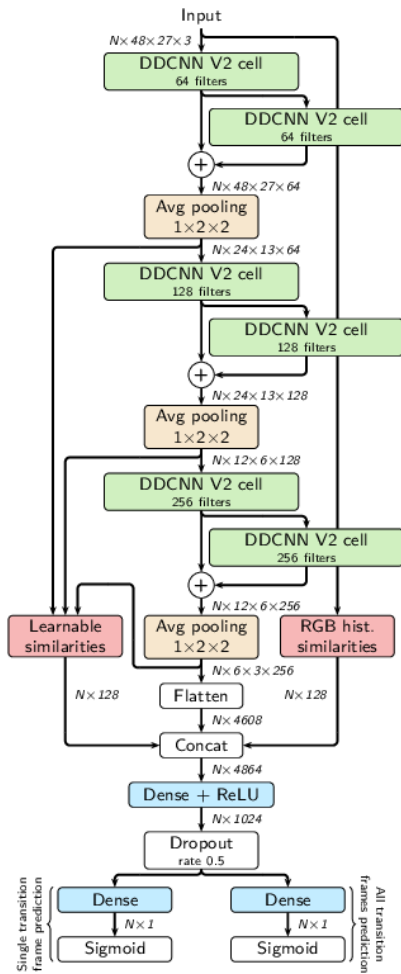 Input
N×48×27×3
DDCNN V2 cell
64 filters
DDCNN V2 cell
64 filters
+
N×48×27×64
Avg pooling
1×2×2
N×24×13×64
DDCNN V2 cell
128 filters
DDCNN V2 cell
128 filters
+
N×24×13×128
Avg pooling
1×2×2
N×12×6×128
DDCNN V2 cell
256 filters
DDCNN V2 cell
256 filters
+
N×12×6×256
Learnable
similarities
Avg pooling
1×2×2
RGB hist.
similarities
N×6×3×256
N×128
Flatten
N×128
N×4608
Concat
N×4864
Dense + ReLU
N×1024
Dropout
rate 0.5
Single transition
frame prediction
Dense
N×1
Sigmoid
Dense
N×1
Sigmoid
All transition
frames prediction